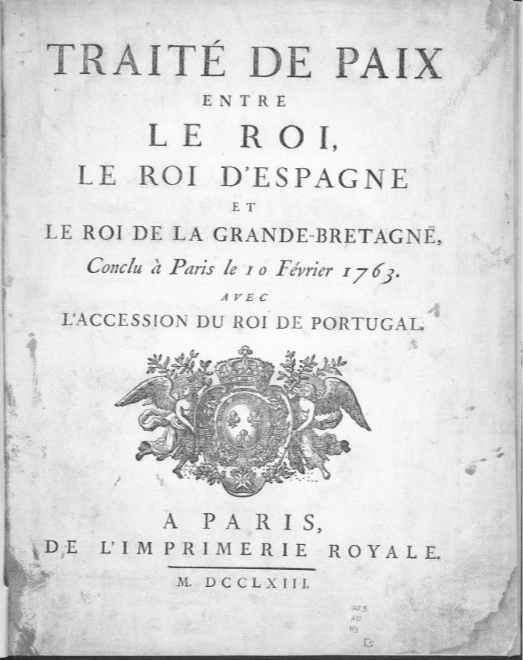 TRAITÉ DE PAIX
ENTRE
LE ROI,
LE ROI D'ESPAGNE
ET
LE ROI DE LA GRANDE-BRETAGNE,
Conclu à Paris le 10 Février 1763.
AVEC
L'ACCESSION DU ROI DE PORTUGAL.
A PARIS,
DE L'IMPRIMERIE ROYALE.
M. DCCLXIII.